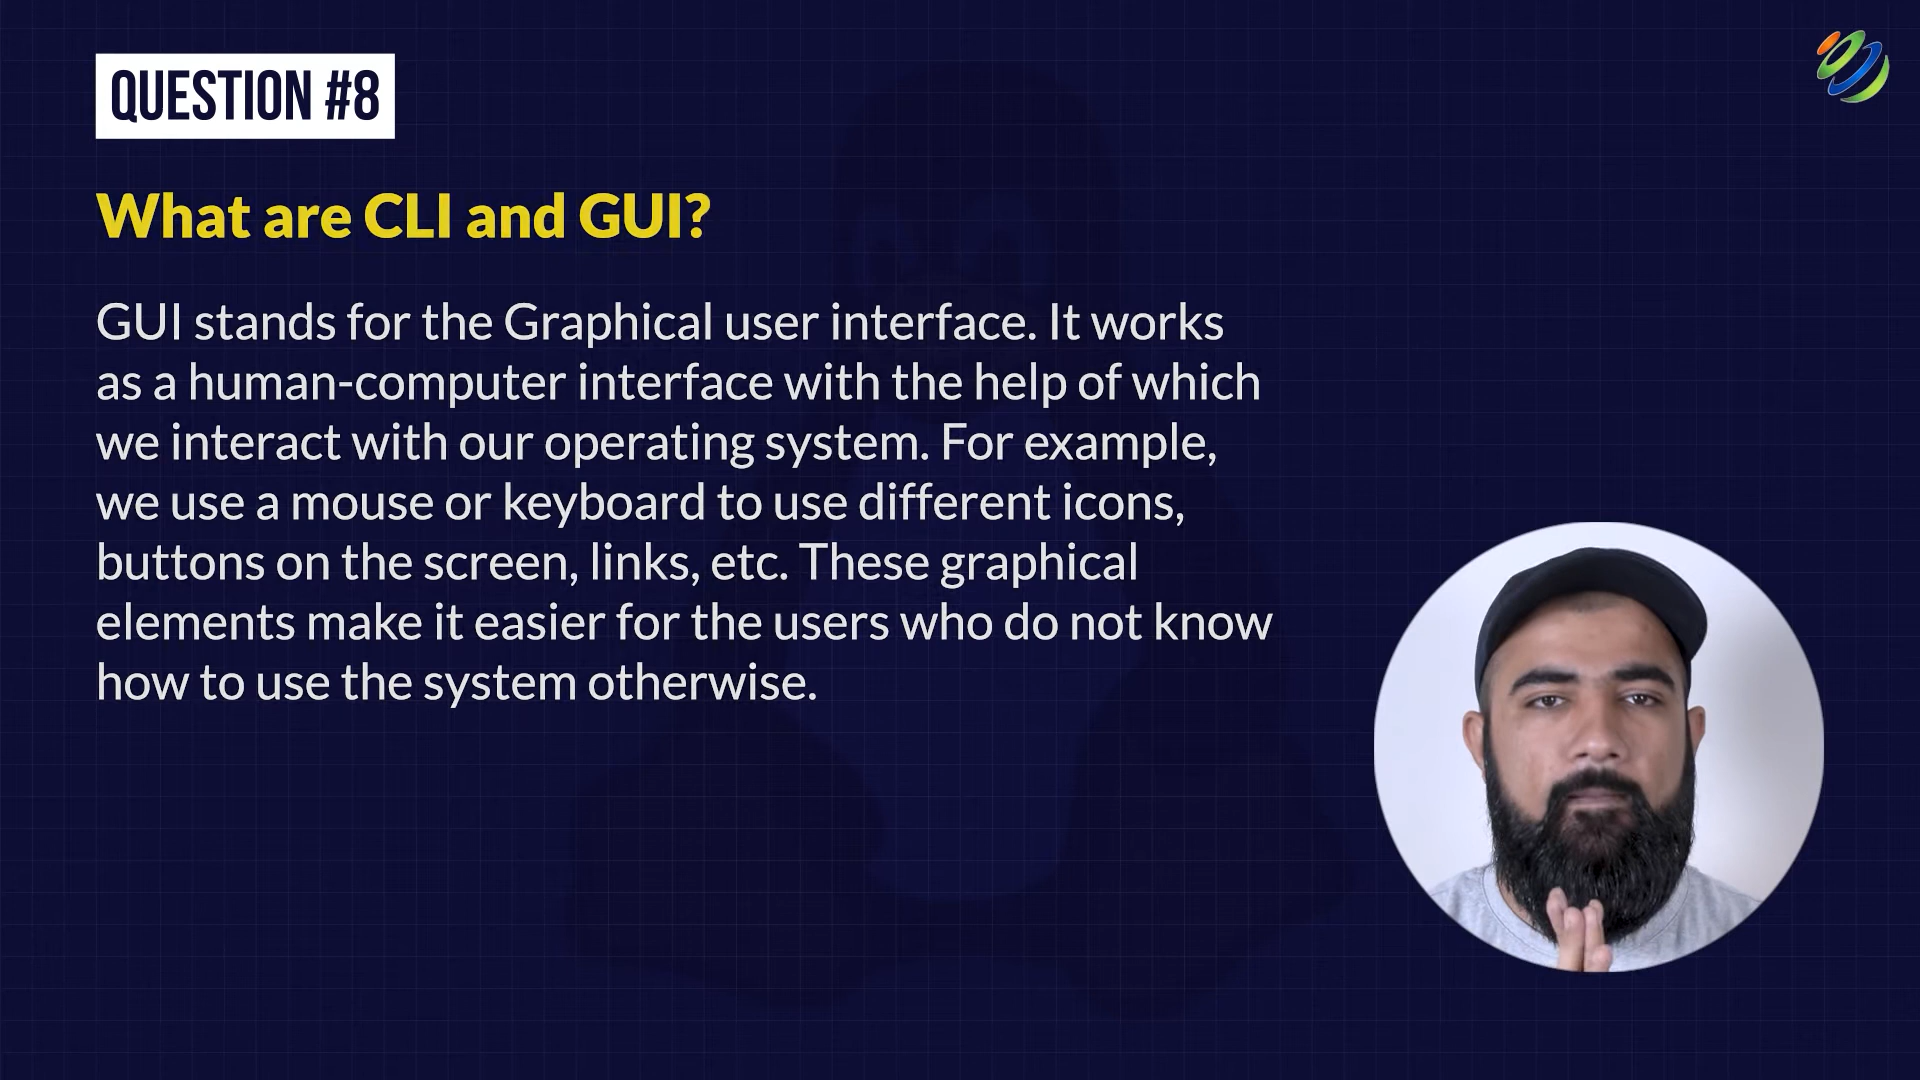 QUESTION #8
What are CLI and GUI?
GUI stands for the Graphical user interface. It works
as a human-computer interface with the help of which
we interact with our operating system. For example,
we use a mouse or keyboard to use different icons,
buttons on the screen, links, etc. These graphical
elements make it easier for the users who do not know
how to use the system otherwise.